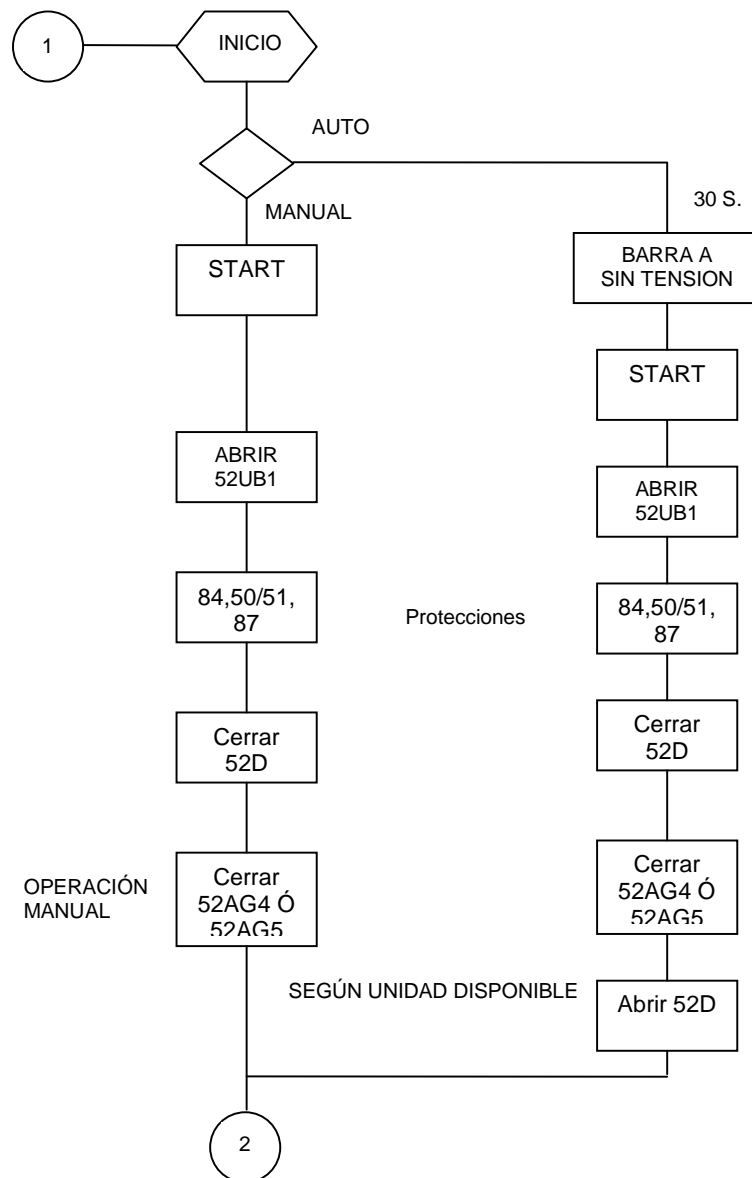 1
INICIO
AUTO
MANUAL
30 S.
START
BARRA A
SIN TENSION
START
ABRIR
52UB1
ABRIR
52UB1
84,50/51,
87
Protecciones
84,50/51,
87
Cerrar
52D
Cerrar
52D
OPERACIÓN
MANUAL
Cerrar
52AG4 Ó
52AG5
Cerrar
52AG4 Ó
52AG5
SEGÚN UNIDAD DISPONIBLE
Abrir 52D
2